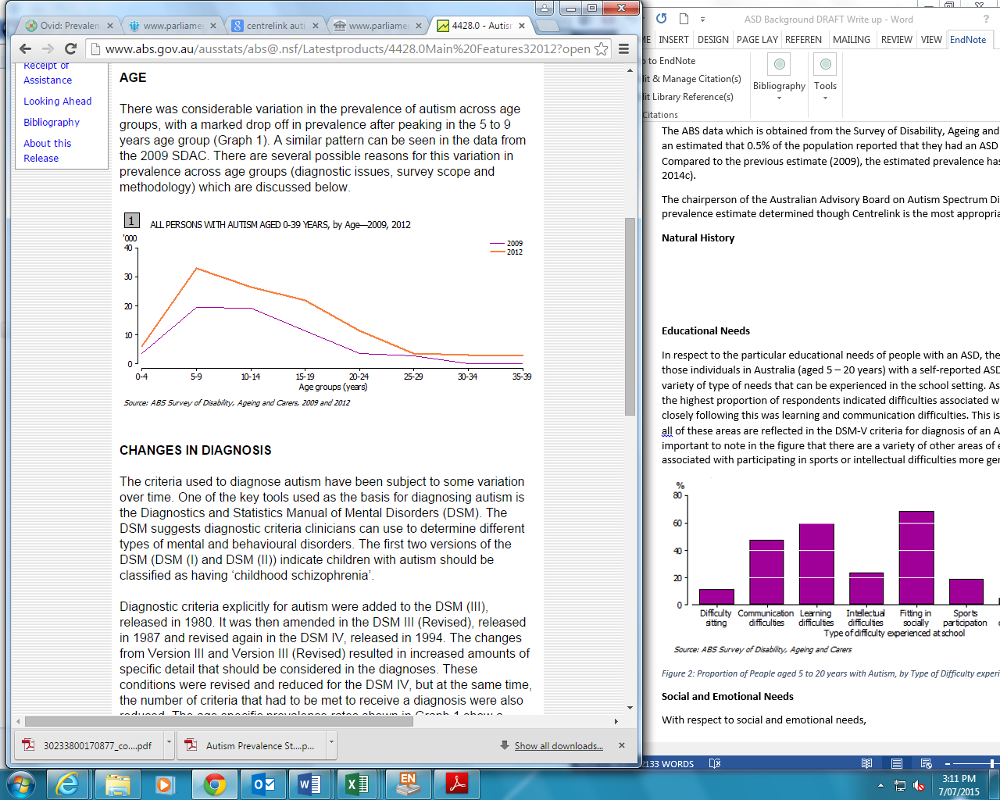 Ovid: Prevalen
www.parliamen
centrelink auti
www.parliamen
4428.0 - Autism
www.abs.gov.au/ausstats/abs@.nsf/Latestproducts/4428.0Main%20Features32012?open
Receipt of
Assistance
Looking Ahead
Bibliography
About this
Release
AGE
There was considerable variation in the prevalence of autism across age
groups, with a marked drop off in prevalence after peaking in the 5 to 9
years age group (Graph 1). A similar pattern can be seen in the data from
the 2009 SDAC. There are several possible reasons for this variation in
prevalence across age groups (diagnostic issues, survey scope and
methodology) which are discussed below.
1 ALL PERSONS WITH AUTISM AGED 0-39 YEARS, by Age—2009, 2012
'000
2009
2012
40
30
20
10
0
0-4 5-9 10-14 15-19 20-24 25-29 30-34 35-39
Age groups (years)
Source: ABS Survey of Disability, Ageing and Carers, 2009 and 2012
CHANGES IN DIAGNOSIS
The criteria used to diagnose autism have been subject to some variation
over time. One of the key tools used as the basis for diagnosing autism is
the Diagnostics and Statistics Manual of Mental Disorders (DSM). The
DSM suggests diagnostic criteria clinicians can use to determine different
types of mental and behavioural disorders. The first two versions of the
DSM (DSM (I) and DSM (II)) indicate children with autism should be
classified as having ‘childhood schizophrenia’.
Diagnostic criteria explicitly for autism were added to the DSM (III),
released in 1980. It was then amended in the DSM III (Revised), released
in 1987 and revised again in the DSM IV, released in 1994. The changes
from Version III and Version III (Revised) resulted in increased amounts of
specific detail that should be considered in the diagnoses. These
conditions were revised and reduced for the DSM IV, but at the same time,
the number of criteria that had to be met to receive a diagnosis were also
reduced. The age specific prevalence rates shown in Graph 1 show a
30233800170877_co....pdf
Autism Prevalence St....p...
Show all downloads...
ASD Background DRAFT Write up - Word
ME INSERT DESIGN PAGE LAY REFEREN MAILING REVIEW VIEW EndNote
o to EndNote
lit & Manage Citation(s)
lit Library Reference(s)
Citations
Bibliography
Tools
The ABS data which is obtained from the Survey of Disability, Ageing and
an estimated that 0.5% of the population reported that they had an ASD
Compared to the previous estimate (2009), the estimated prevalence has
2014c).
The chairperson of the Australian Advisory Board on Autism Spectrum Di
prevalence estimate determined though Centrelink is the most appropria
Natural History
Educational Needs
In respect to the particular educational needs of people with an ASD, the
those individuals in Australia (aged 5 – 20 years) with a self-reported ASD
variety of type of needs that can be experienced in the school setting. As
the highest proportion of respondents indicated difficulties associated w
closely following this was learning and communication difficulties. This is
all of these areas are reflected in the DSM-V criteria for diagnosis of an A
important to note in the figure that there are a variety of other areas of e
associated with participating in sports or intellectual difficulties more ger
%
80
60
40
20
0
Difficulty sitting
Communication difficulties
Learning difficulties
Intellectual difficulties
Fitting in socially
Sports participation
Type of difficulty experienced at school
Source: ABS Survey of Disability, Ageing and Carers
Figure 2: Proportion of People aged 5 to 20 years with Autism, by Type of Difficulty experi
Social and Emotional Needs
With respect to social and emotional needs,
2133 WORDS
EN
3:11 PM
7/07/2015